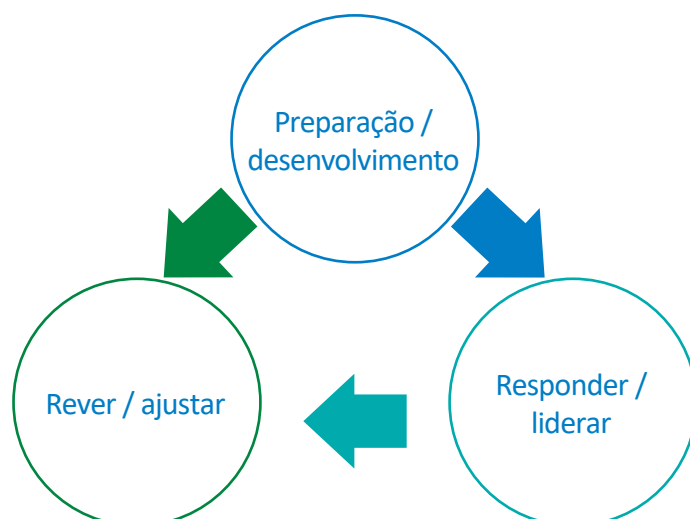 Preparação /
desenvolvimento
Rever / ajustar
Responder /
liderar